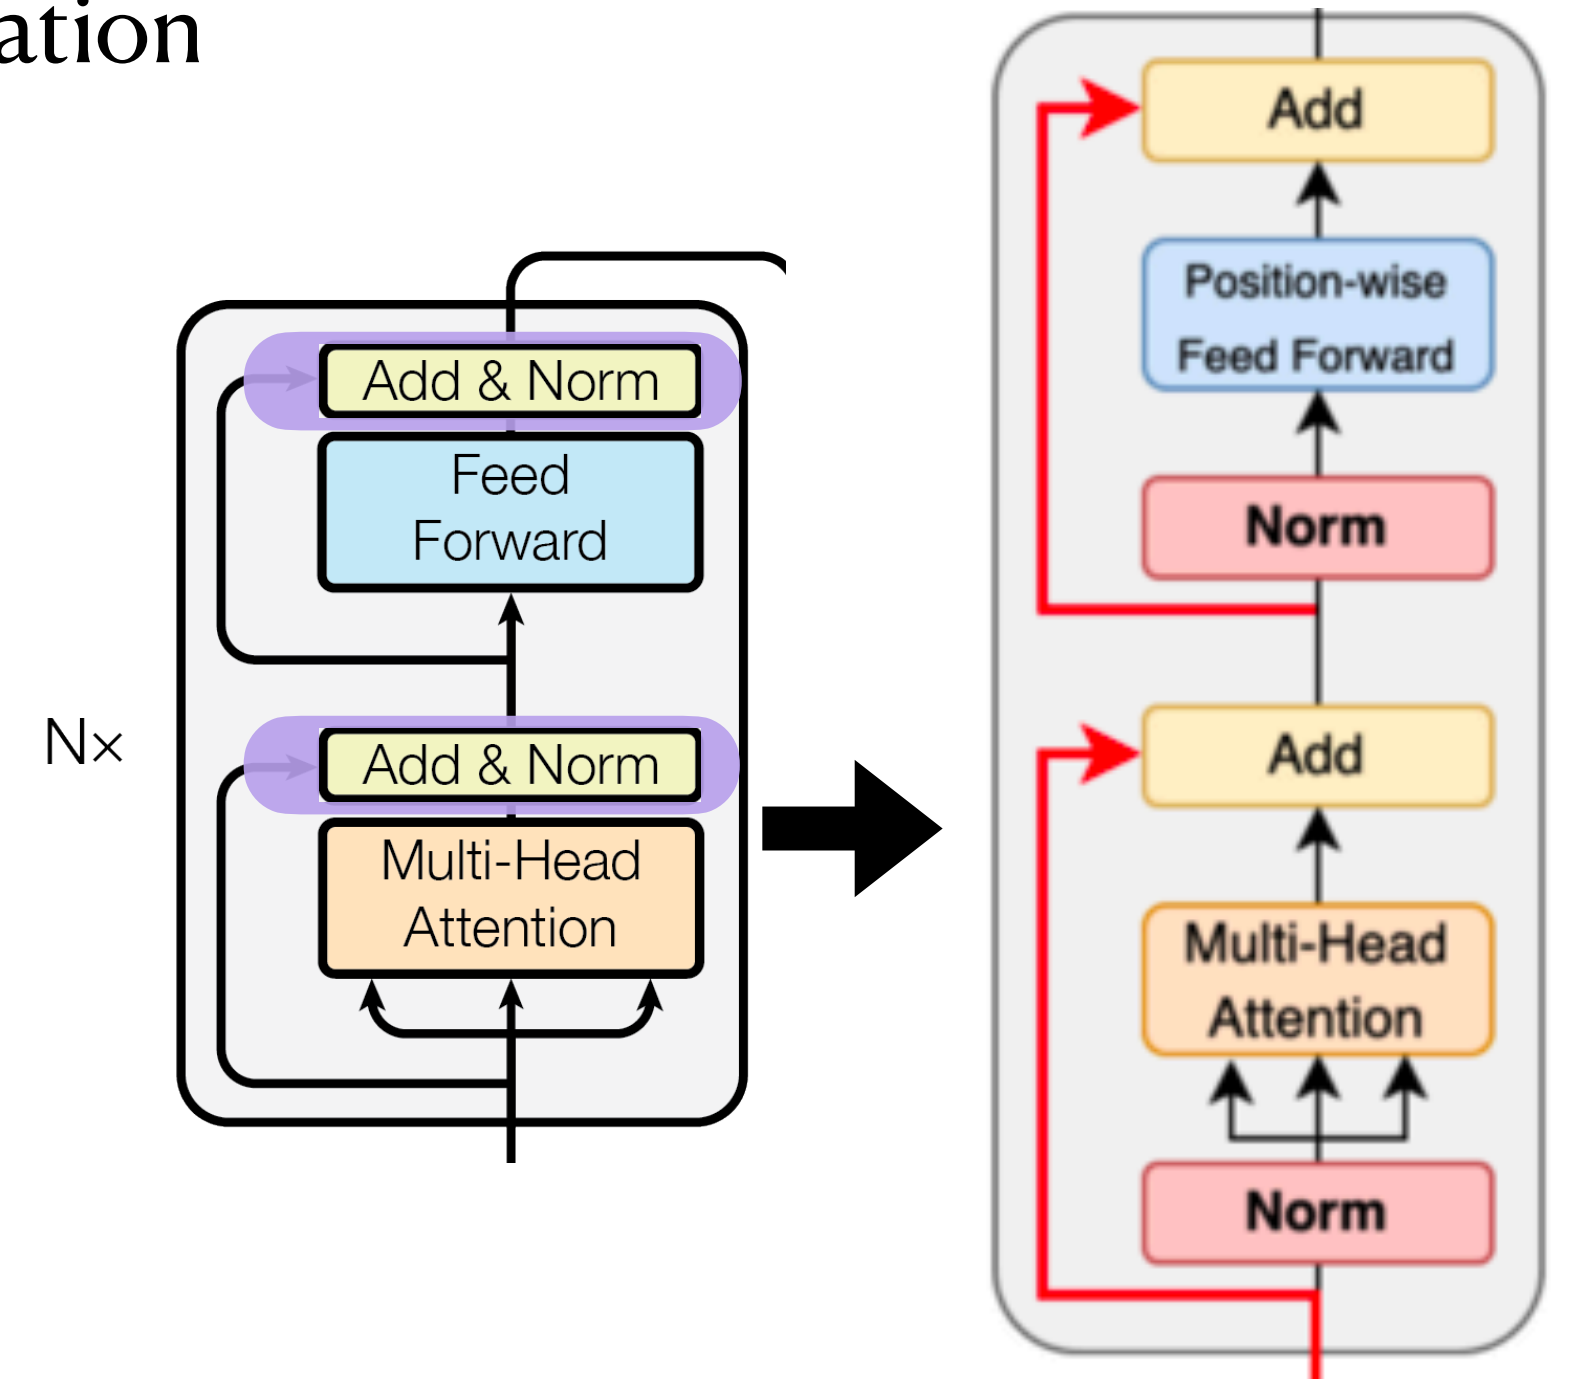 ation
Add & Norm
Feed
Forward
N×
Add & Norm
Multi-Head
Attention
Add
Position-wise
Feed Forward
Norm
Add
Multi-Head
Attention
Norm